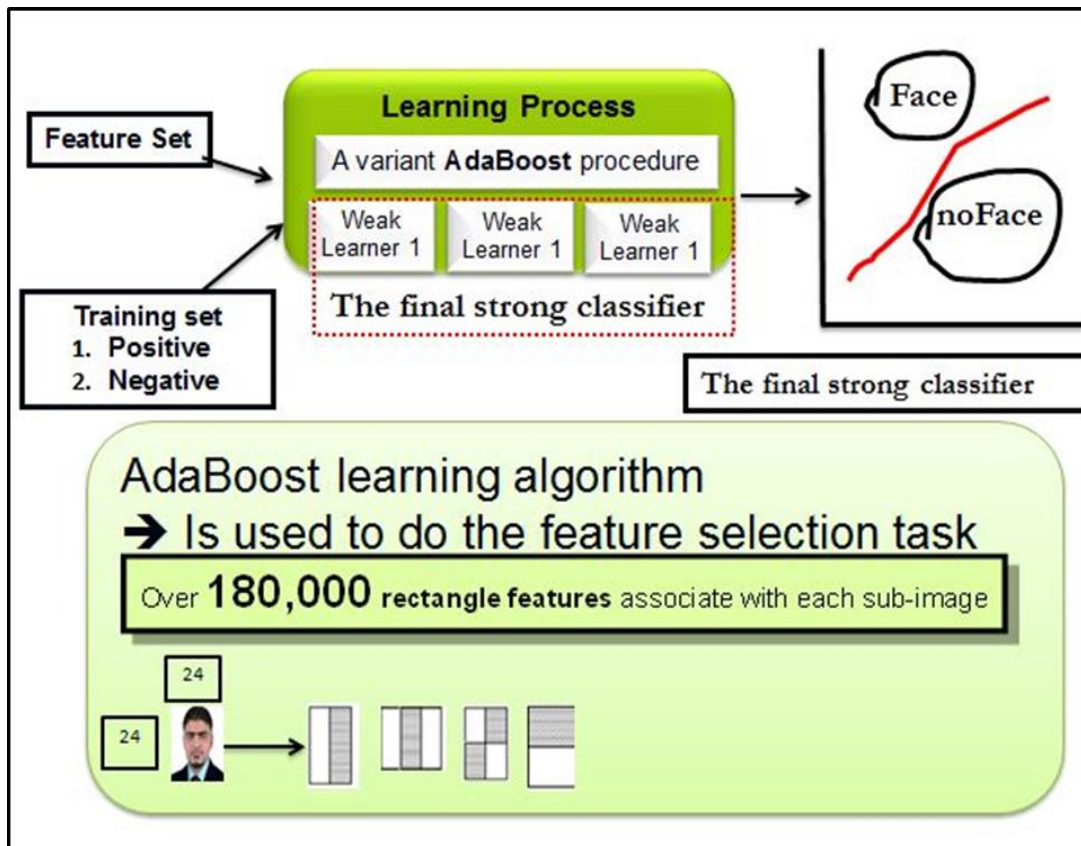 Feature Set
Learning Process
A variant AdaBoost procedure
Weak
Learner 1
Weak
Learner 1
Weak
Learner 1
The final strong classifier
Training set
1. Positive
2. Negative
Face
noFace
The final strong classifier
AdaBoost learning algorithm
➔ Is used to do the feature selection task
Over 180,000 rectangle features associate with each sub-image
24
24